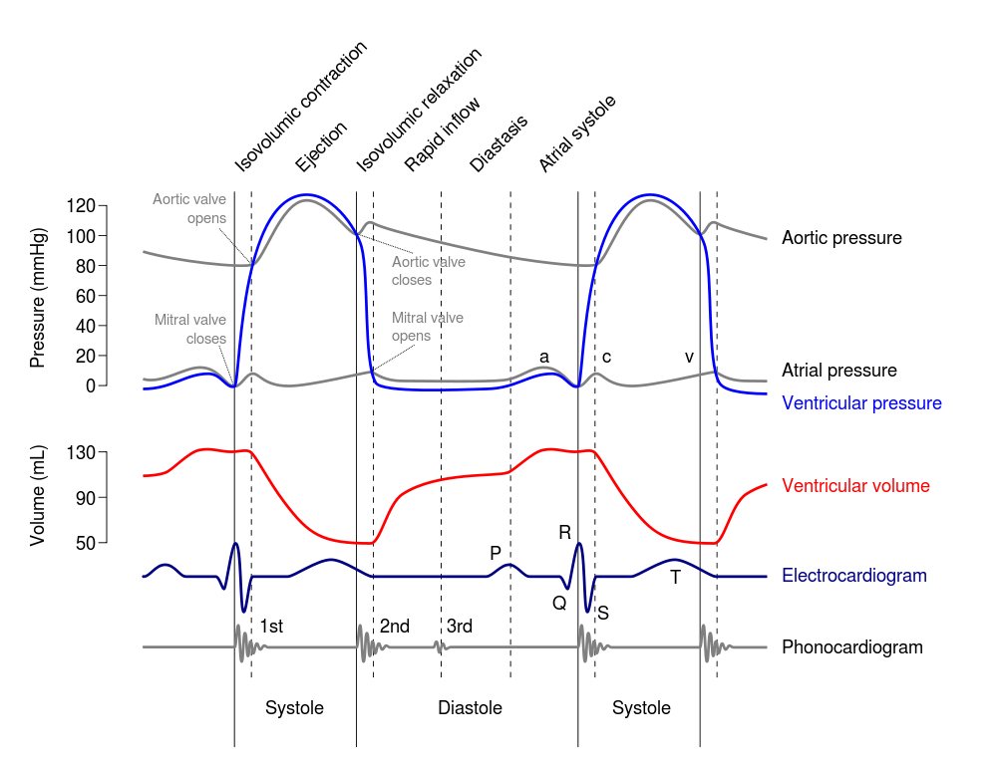 Isovolumic contraction
Ejection
Isovolumic relaxation
Rapid inflow
Diastasis
Atrial systole
Pressure (mmHg)
120
100
80
60
40
20
0
Aortic valve
opens
Aortic valve
closes
Mitral valve
closes
Mitral valve
opens
a
c
v
Aortic pressure
Atrial pressure
Ventricular pressure
Volume (mL)
130
90
50
Ventricular volume
R
P
Q
S
T
Electrocardiogram
1st
2nd
3rd
Phonocardiogram
Systole
Diastole
Systole